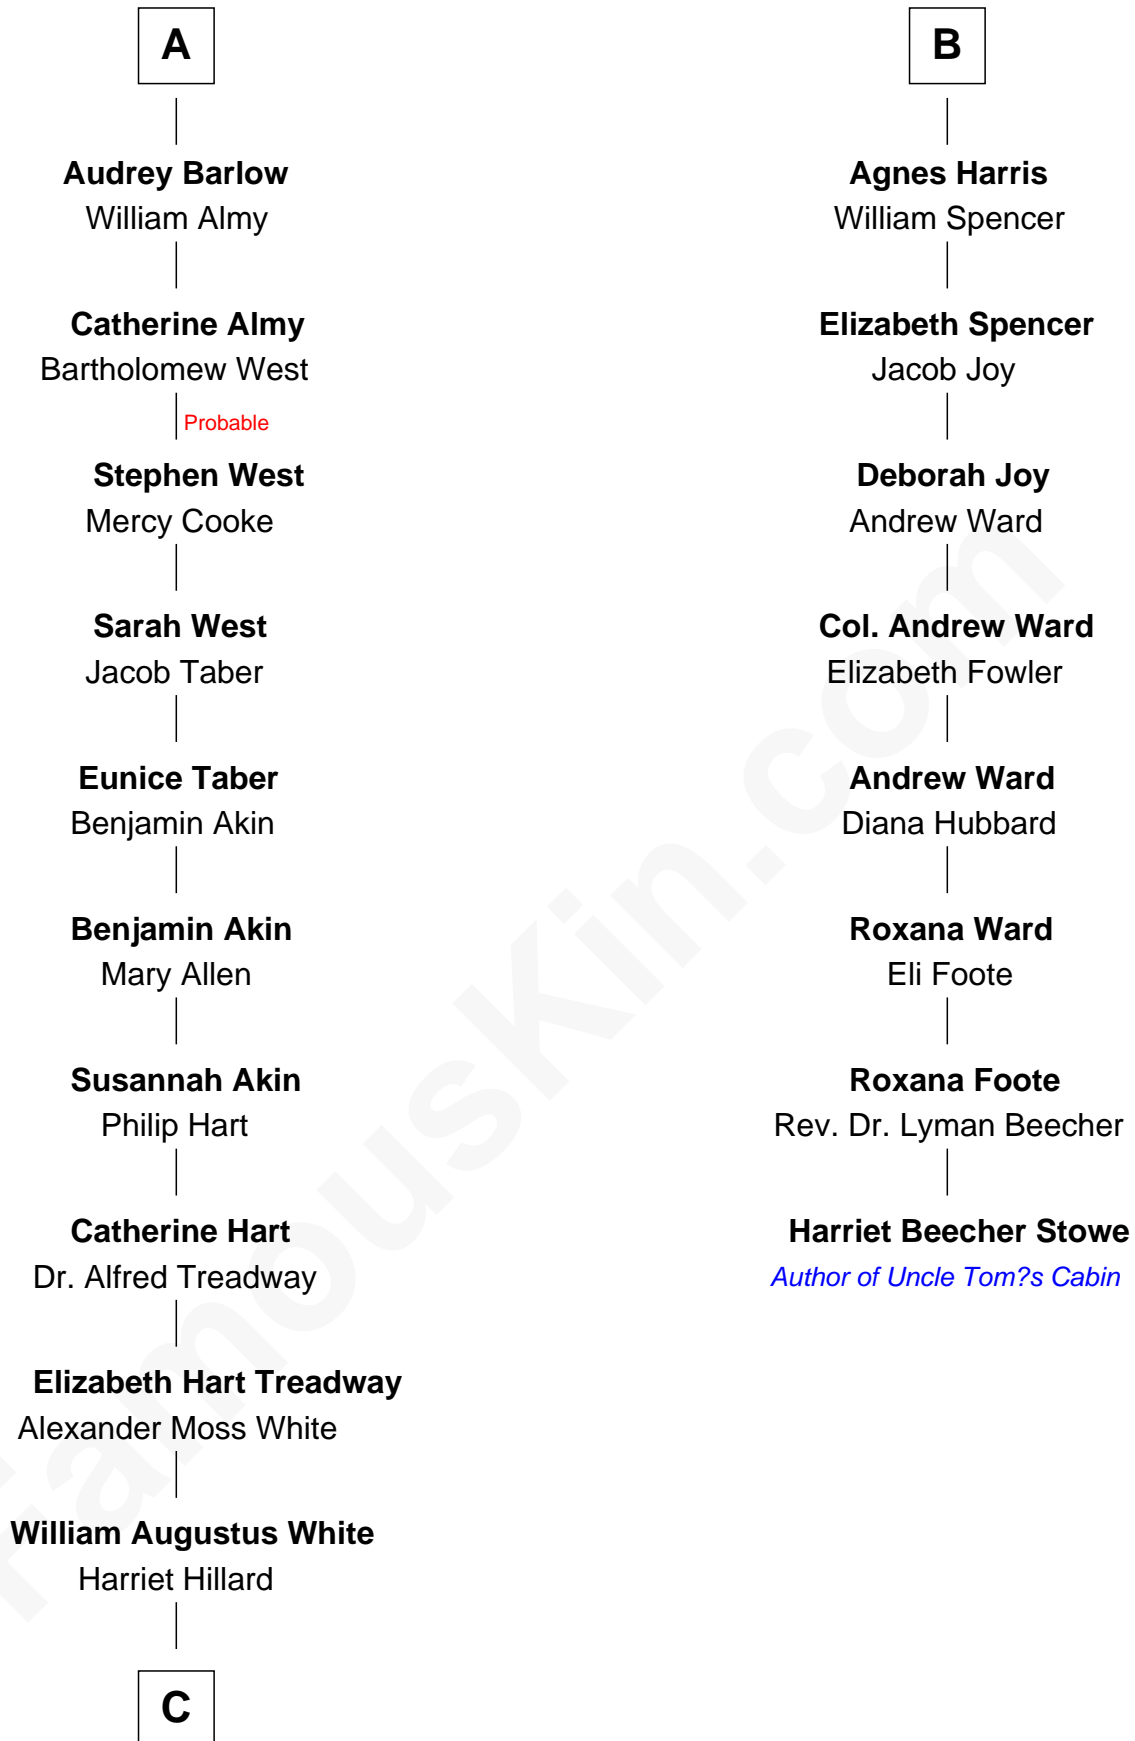 A
Audrey Barlow
William Almy
Catherine Almy
Bartholomew West
Probable
Stephen West
Mercy Cooke
Sarah West
Jacob Taber
Eunice Taber
Benjamin Akin
Benjamin Akin
Mary Allen
Susannah Akin
Philip Hart
Catherine Hart
Dr. Alfred Treadway
Elizabeth Hart Treadway
Alexander Moss White
William Augustus White
Harriet Hillard
C
B
Agnes Harris
William Spencer
Elizabeth Spencer
Jacob Joy
Deborah Joy
Andrew Ward
Col. Andrew Ward
Elizabeth Fowler
Andrew Ward
Diana Hubbard
Roxana Ward
Eli Foote
Roxana Foote
Rev. Dr. Lyman Beecher
Harriet Beecher Stowe
Author of Uncle Tom?s Cabin
FamousKin.com